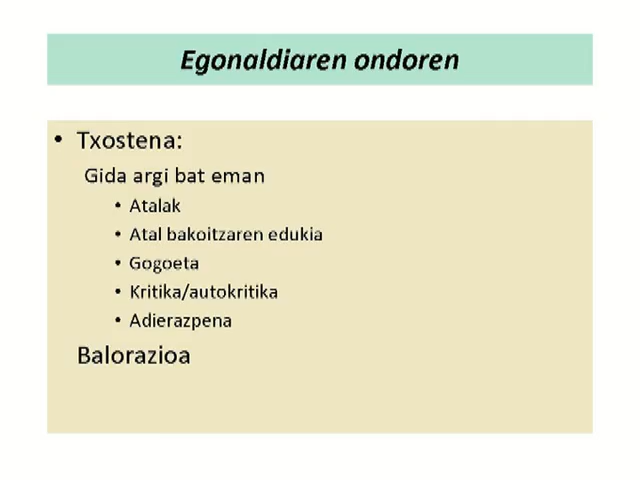 Egonaldiaren ondoren
• Txostena:
Gida argi bat eman
• Atalak
• Atal bakoitzaren edukia
• Gogoeta
• Kritika/autokritika
• Adierazpena
Balorazioa